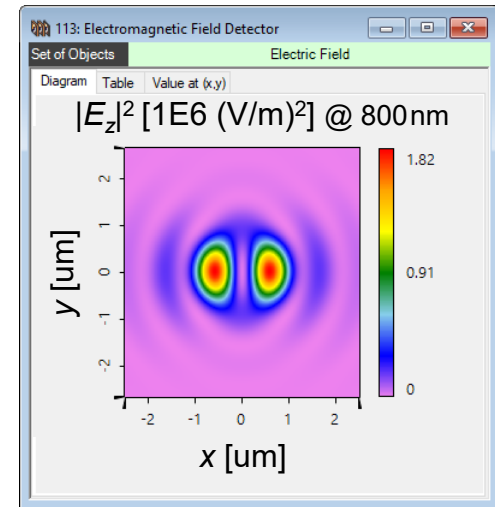 113: Electromagnetic Field Detector
Set of Objects Electric Field
Diagram Table Value at (x,y)
|E_z|² [1E6 (V/m)²] @ 800nm
1.82
0.91
0
y [um]
2
1
0
-1
-2
-2 -1 0 1 2
x [um]